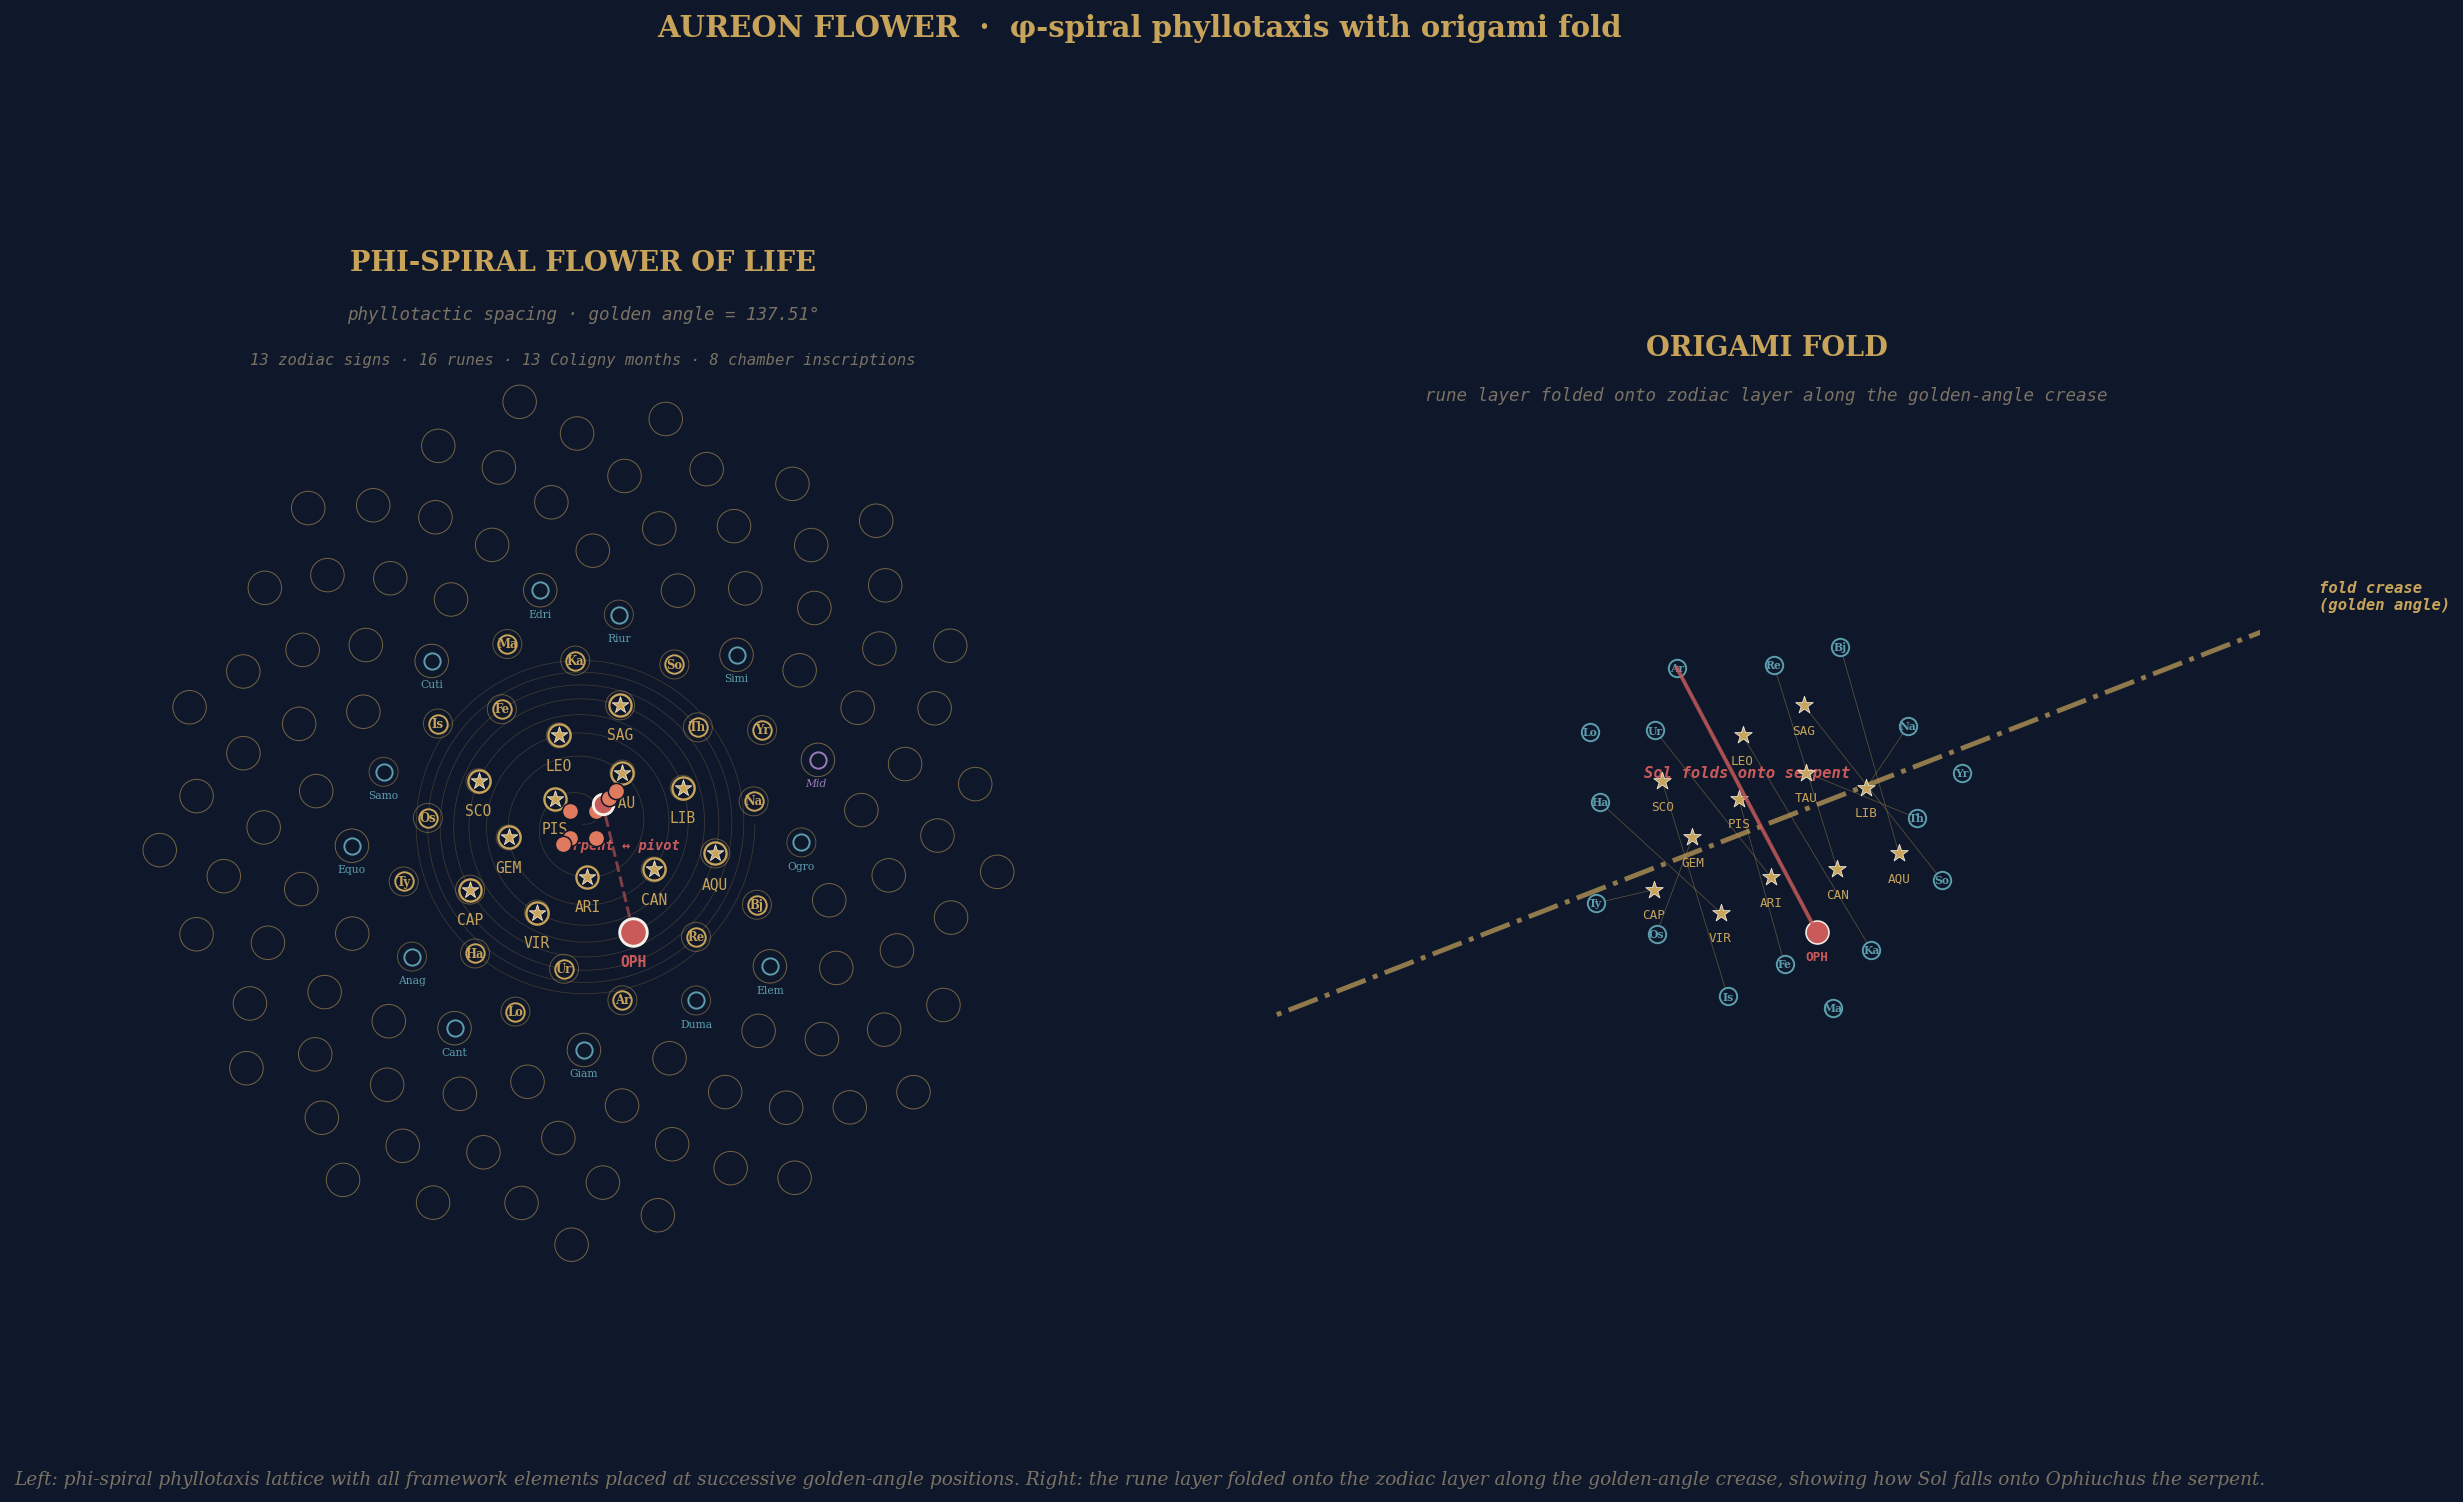 AUREON FLOWER · φ-spiral phyllotaxis with origami fold
PHI-SPIRAL FLOWER OF LIFE
phyllotactic spacing · golden angle = 137.51°
13 zodiac signs · 16 runes · 13 Coligny months · 8 chamber inscriptions
Edri
Riur
Ma
Ka
So
Simi
Cuti
Is
Fe
SAG
Th
Yr
LEO
Mid
Samo
SCO
AU
LIB
Na
Os
PIS
rpent ↔ pivot
GEM
Equo
Ogro
Ty
CAP
ARI
CAN
AQU
VIR
Bj
Ha
Ur
OPH
Re
Anag
Elem
Lo
Ar
Duma
Cant
Giam
ORIGAMI FOLD
rune layer folded onto zodiac layer along the golden-angle crease
fold crease
(golden angle)
Bj
Ar
Re
Lo
Ur
SAG
Na
LEO
Sol folds onto serpent
Yr
SCO
TAU
Ha
PIS
LIB
Th
GEM
CAP
ARI
CAN
AQU
So
Ty
Os
VIR
OPH
Ka
Fe
Is
Ma
Left: phi-spiral phyllotaxis lattice with all framework elements placed at successive golden-angle positions. Right: the rune layer folded onto the zodiac layer along the golden-angle crease, showing how Sol falls onto Ophiuchus the serpent.